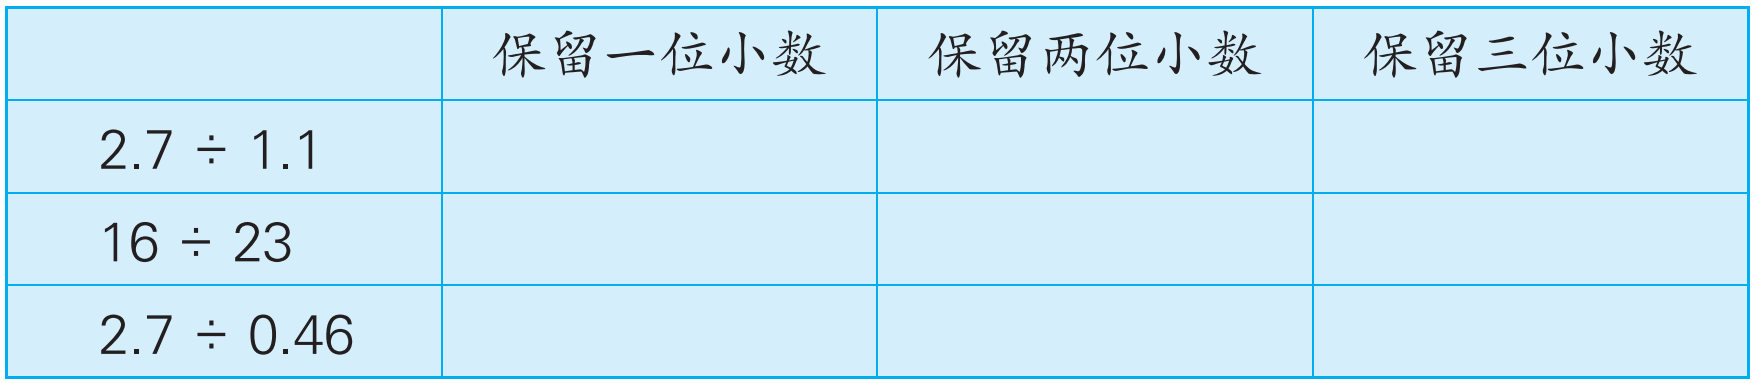 保留一位小数 保留两位小数 保留三位小数
2.7 ÷ 1.1
16 ÷ 23
2.7 ÷ 0.46